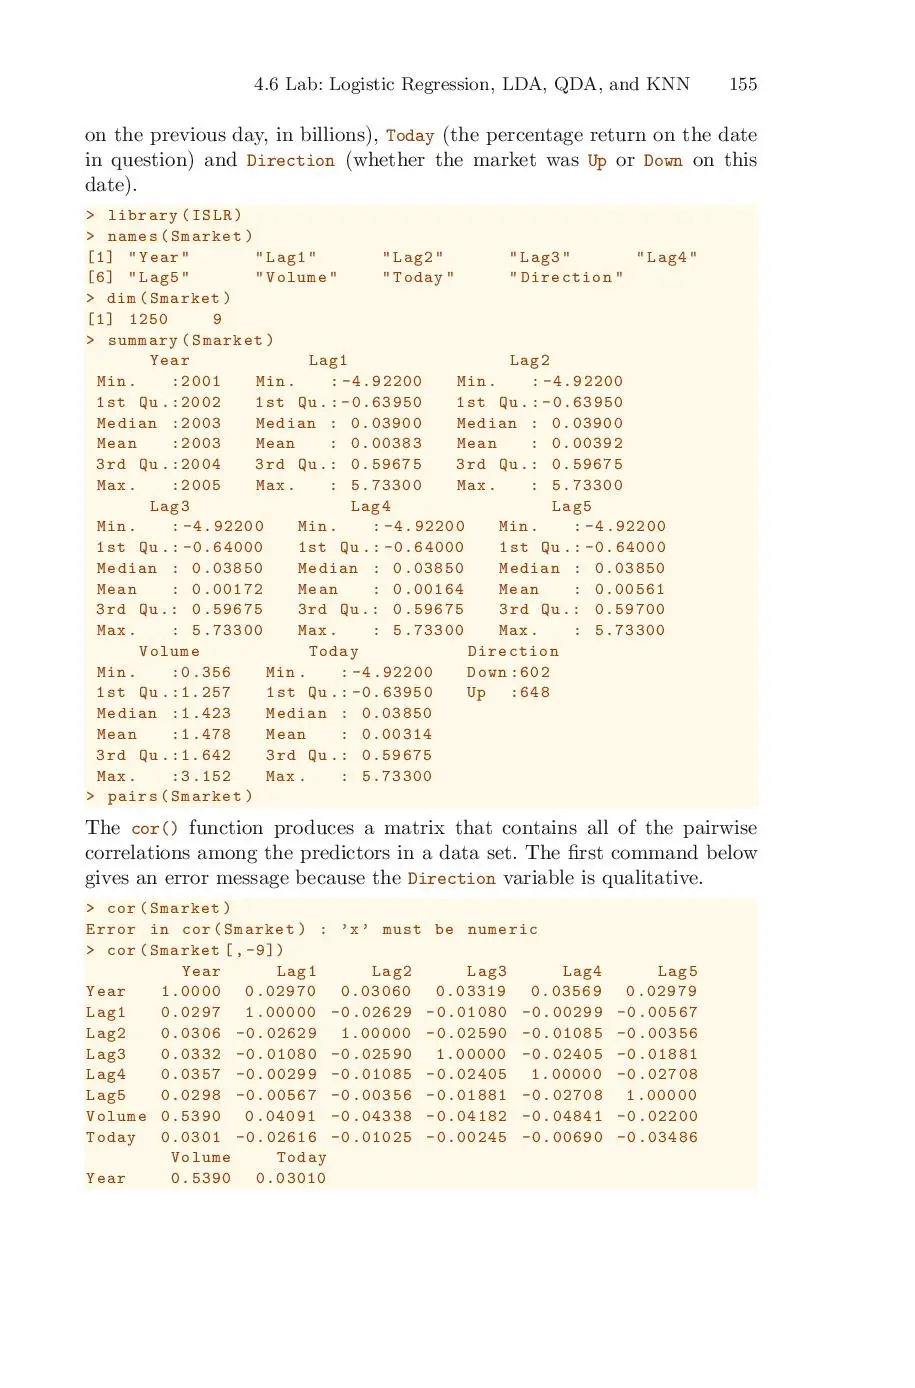 4.6 Lab: Logistic Regression, LDA, QDA, and KNN 155
on the previous day, in billions), Today (the percentage return on the date
in question) and Direction (whether the market was Up or Down on this
date).
> library(ISLR)
> names(Smarket)
[1] "Year" "Lag1" "Lag2" "Lag3" "Lag4"
[6] "Lag5" "Volume" "Today" "Direction"
> dim(Smarket)
[1] 1250 9
> summary(Smarket)
Year Lag1 Lag2
Min. :2001 Min. :-4.92200 Min. :-4.92200
1st Qu.:2002 1st Qu.:-0.63950 1st Qu.:-0.63950
Median :2003 Median : 0.03900 Median : 0.03900
Mean :2003 Mean : 0.00383 Mean : 0.00392
3rd Qu.:2004 3rd Qu.: 0.59675 3rd Qu.: 0.59675
Max. :2005 Max. : 5.73300 Max. : 5.73300
Lag3 Lag4 Lag5
Min. :-4.92200 Min. :-4.92200 Min. :-4.92200
1st Qu.:-0.64000 1st Qu.:-0.64000 1st Qu.:-0.64000
Median : 0.03850 Median : 0.03850 Median : 0.03850
Mean : 0.00172 Mean : 0.00164 Mean : 0.00561
3rd Qu.: 0.59675 3rd Qu.: 0.59675 3rd Qu.: 0.59700
Max. : 5.73300 Max. : 5.73300 Max. : 5.73300
Volume Today Direction
Min. :0.356 Min. :-4.92200 Down:602
1st Qu.:1.257 1st Qu.:-0.63950 Up :648
Median :1.423 Median : 0.03850
Mean :1.478 Mean : 0.00314
3rd Qu.:1.642 3rd Qu.: 0.59675
Max. :3.152 Max. : 5.73300
> pairs(Smarket)
The cor() function produces a matrix that contains all of the pairwise
correlations among the predictors in a data set. The first command below
gives an error message because the Direction variable is qualitative.
> cor(Smarket)
Error in cor(Smarket) : ’x’ must be numeric
> cor(Smarket[,-9])
Year Lag1 Lag2 Lag3 Lag4 Lag5
Year 1.0000 0.02970 0.03060 0.03319 0.03569 0.02979
Lag1 0.0297 1.00000 -0.02629 -0.01080 -0.00299 -0.00567
Lag2 0.0306 -0.02629 1.00000 -0.02590 -0.01085 -0.00356
Lag3 0.0332 -0.01080 -0.02590 1.00000 -0.02405 -0.01881
Lag4 0.0357 -0.00299 -0.01085 -0.02405 1.00000 -0.02708
Lag5 0.0298 -0.00567 -0.00356 -0.01881 -0.02708 1.00000
Volume 0.5390 0.04091 -0.04338 -0.04182 -0.04841 -0.02200
Today 0.0301 -0.02616 -0.01025 -0.00245 -0.00690 -0.03486
Volume Today
Year 0.5390 0.03010